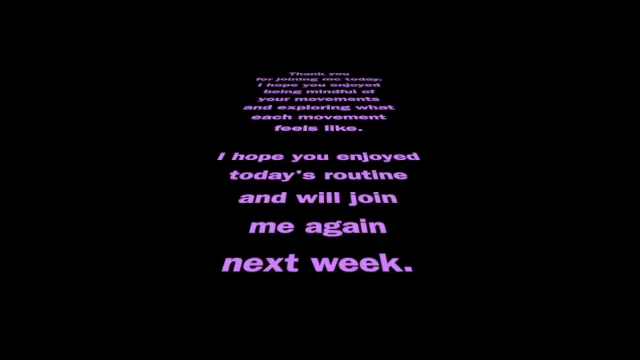 Thank you
for joining me today,
I hope you enjoyed
being mindful of
your movements
and exploring what
each movement
feels like.
I hope you enjoyed
today's routine
and will join
me again
next week.